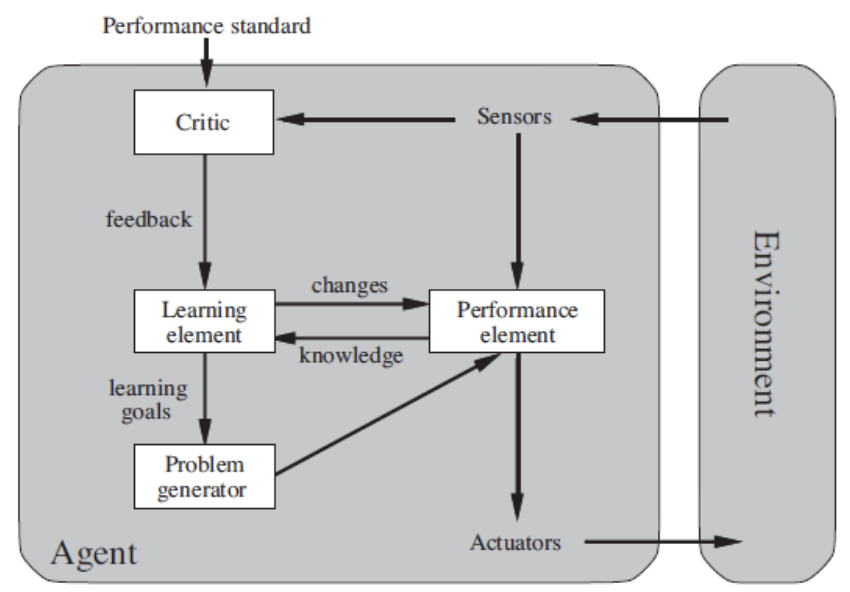 Performance standard
Critic
Sensors
feedback
changes
Learning
element
Performance
element
knowledge
learning
goals
Problem
generator
Agent
Actuators
Environment